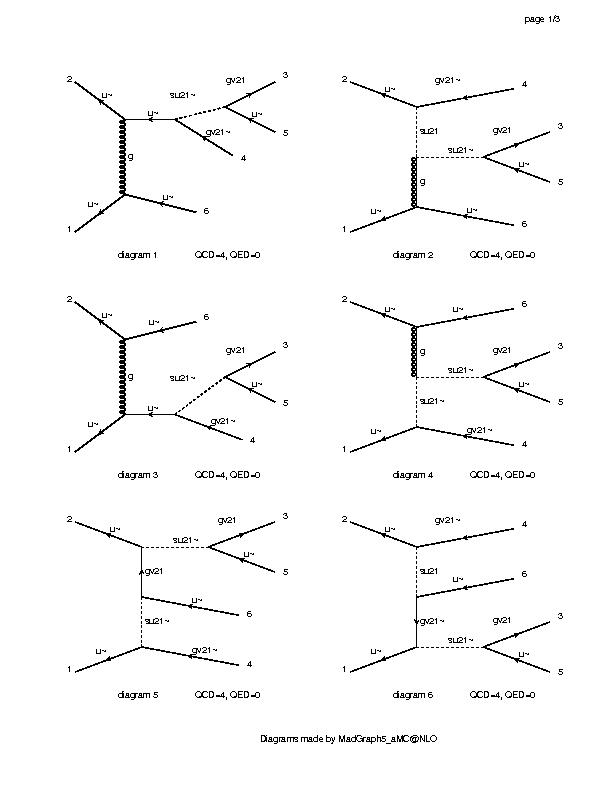 page 1/3
2
u~
u~
su21~
gv21
3
u~
5
gv21~
4
g
u~
u~
6
1
diagram 1 QCD=4, QED=0
2
u~
gv21~
4
su21
gv21
3
su21~
u~
5
g
u~
u~
6
1
diagram 2 QCD=4, QED=0
2
u~
u~
6
g
su21~
gv21
3
u~
5
u~
u~
gv21~
4
1
diagram 3 QCD=4, QED=0
2
u~
u~
6
g
gv21
3
su21~
u~
5
su21~
u~
gv21~
4
1
diagram 4 QCD=4, QED=0
2
u~
su21~
gv21
3
u~
5
gv21
u~
6
su21~
u~
gv21~
4
1
diagram 5 QCD=4, QED=0
2
u~
gv21~
4
su21
u~
6
gv21~
gv21
3
su21~
u~
u~
5
1
diagram 6 QCD=4, QED=0
Diagrams made by MadGraph5_aMC@NLO